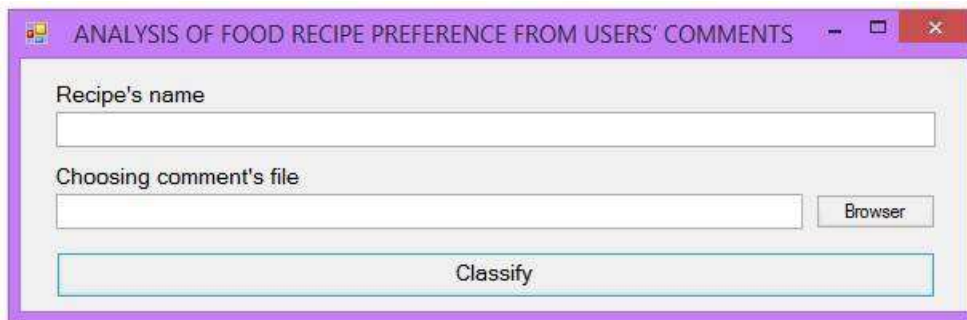 ANALYSIS OF FOOD RECIPE PREFERENCE FROM USERS' COMMENTS
Recipe's name
Choosing comment's file
Browser
Classify